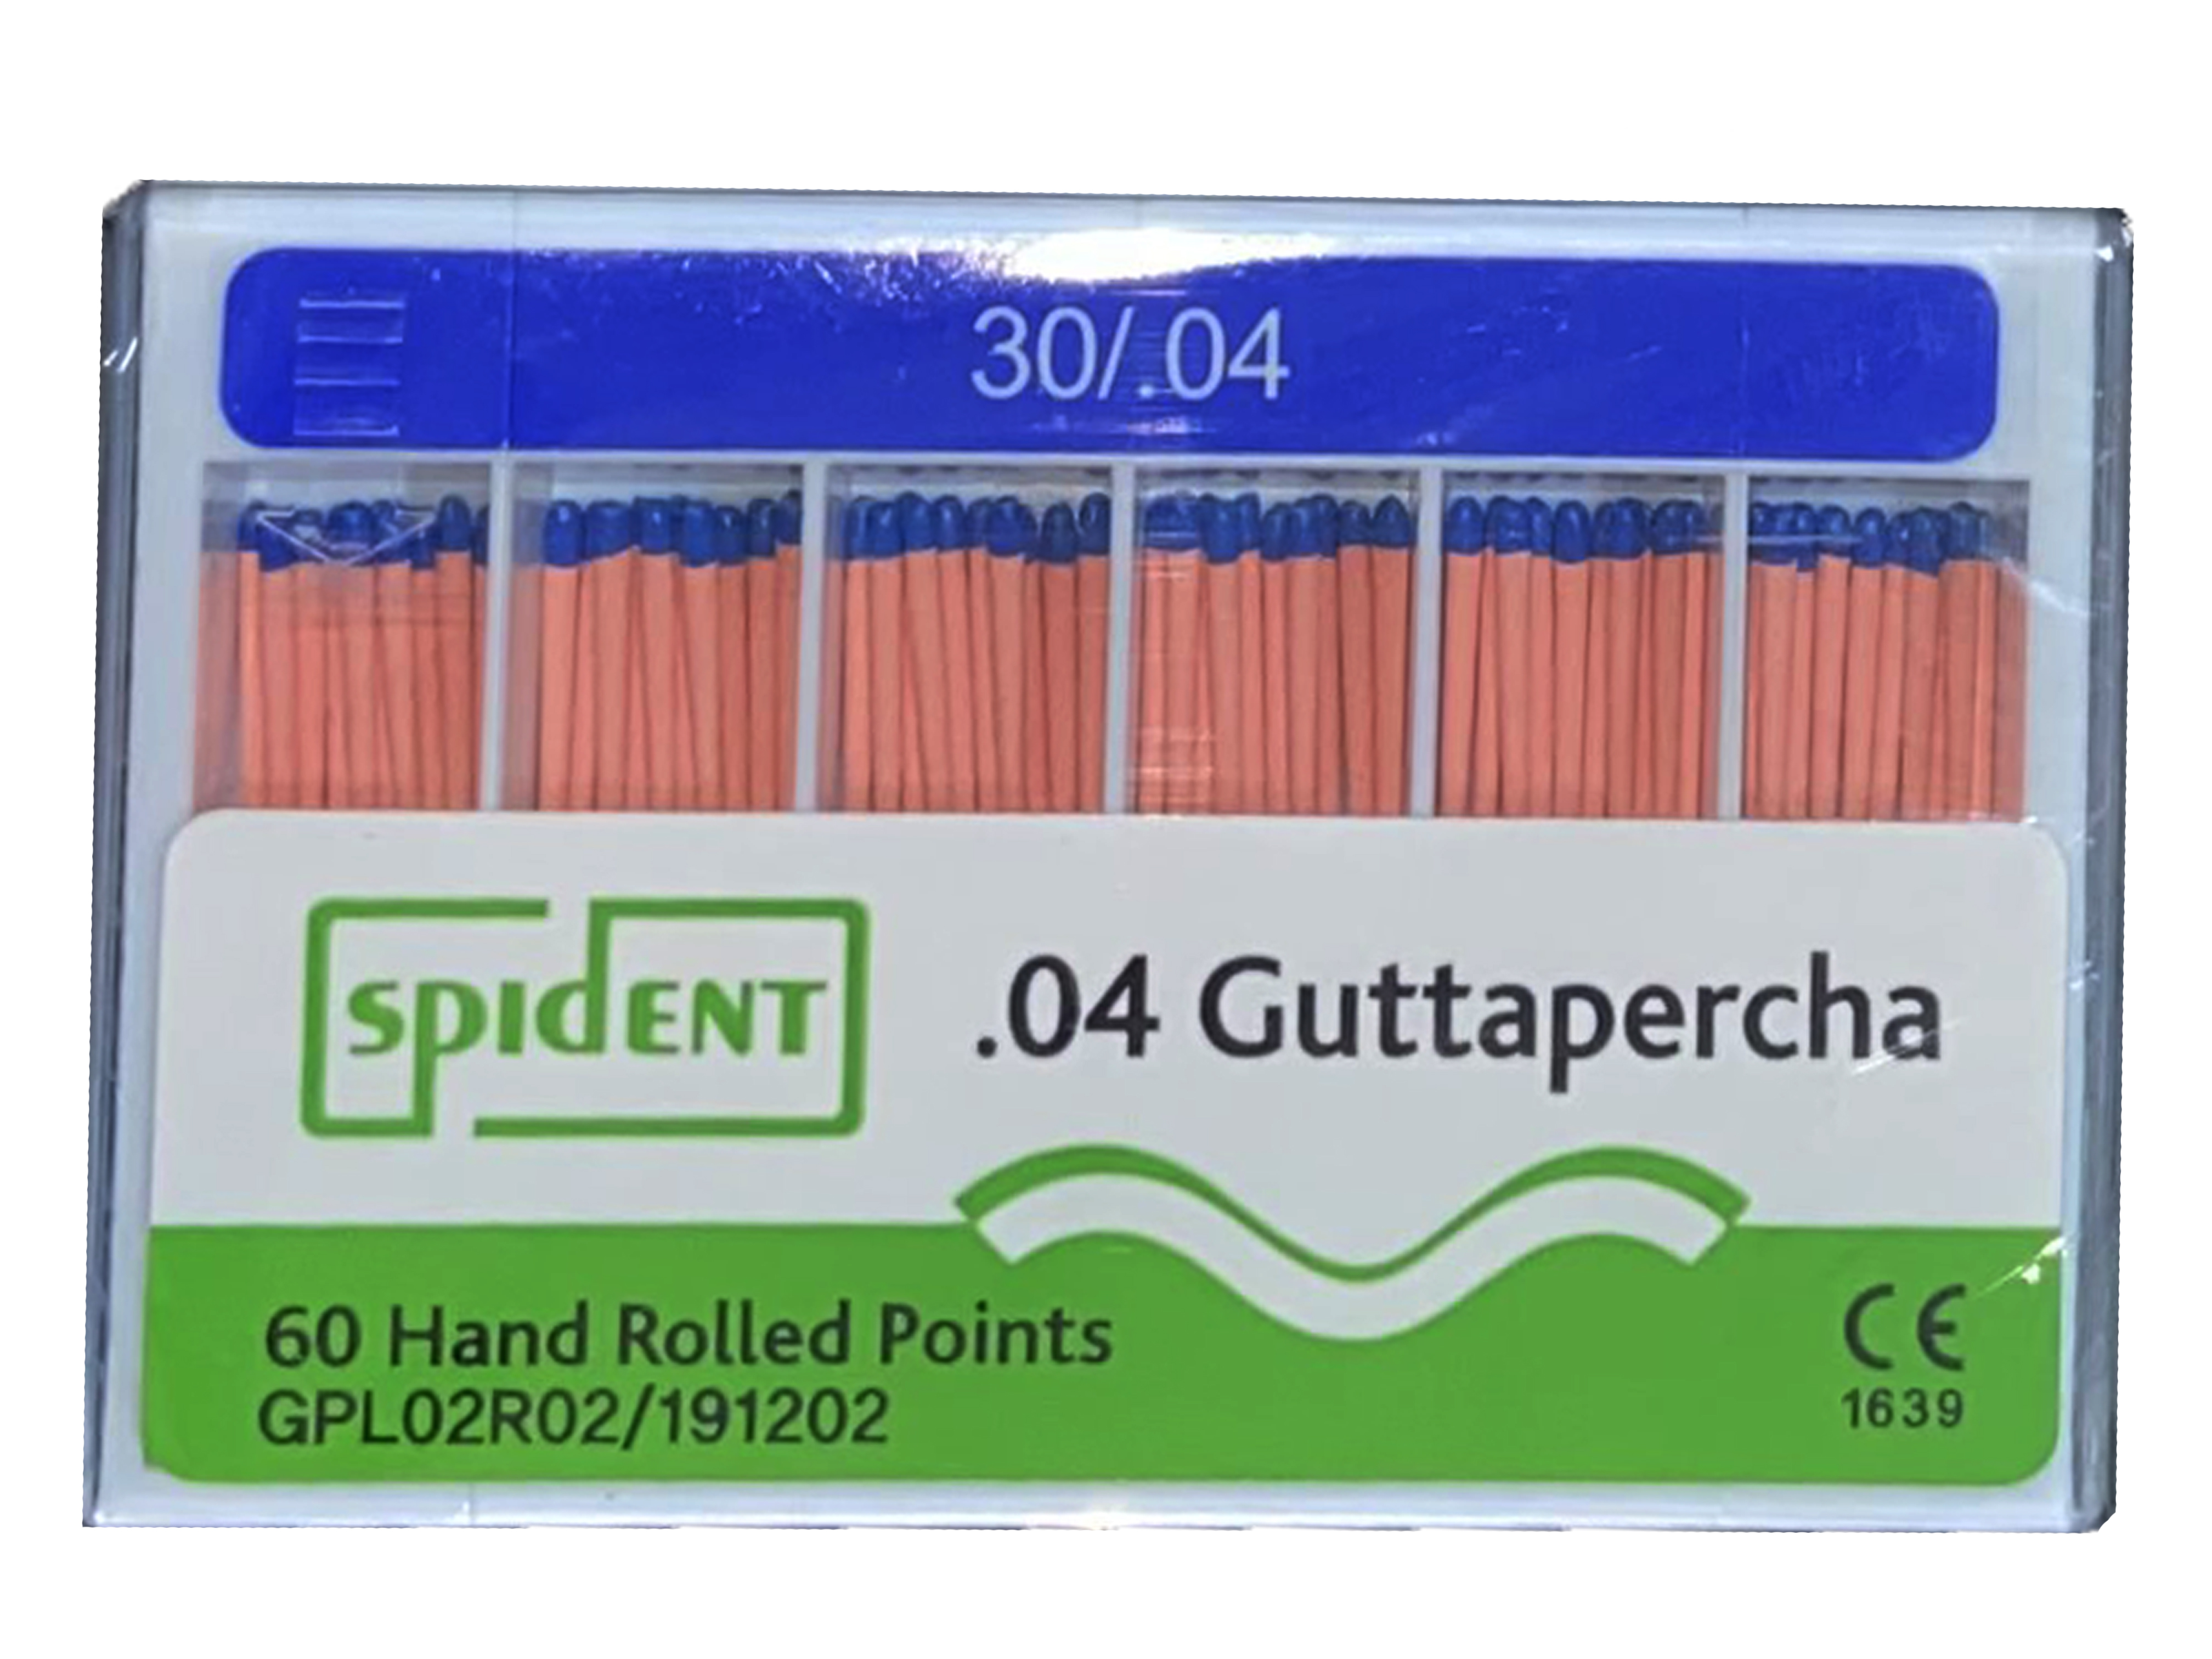 30/.04
SPIDENT
.04 Guttapercha
60 Hand Rolled Points
GPL02R02/191202
CE
1639